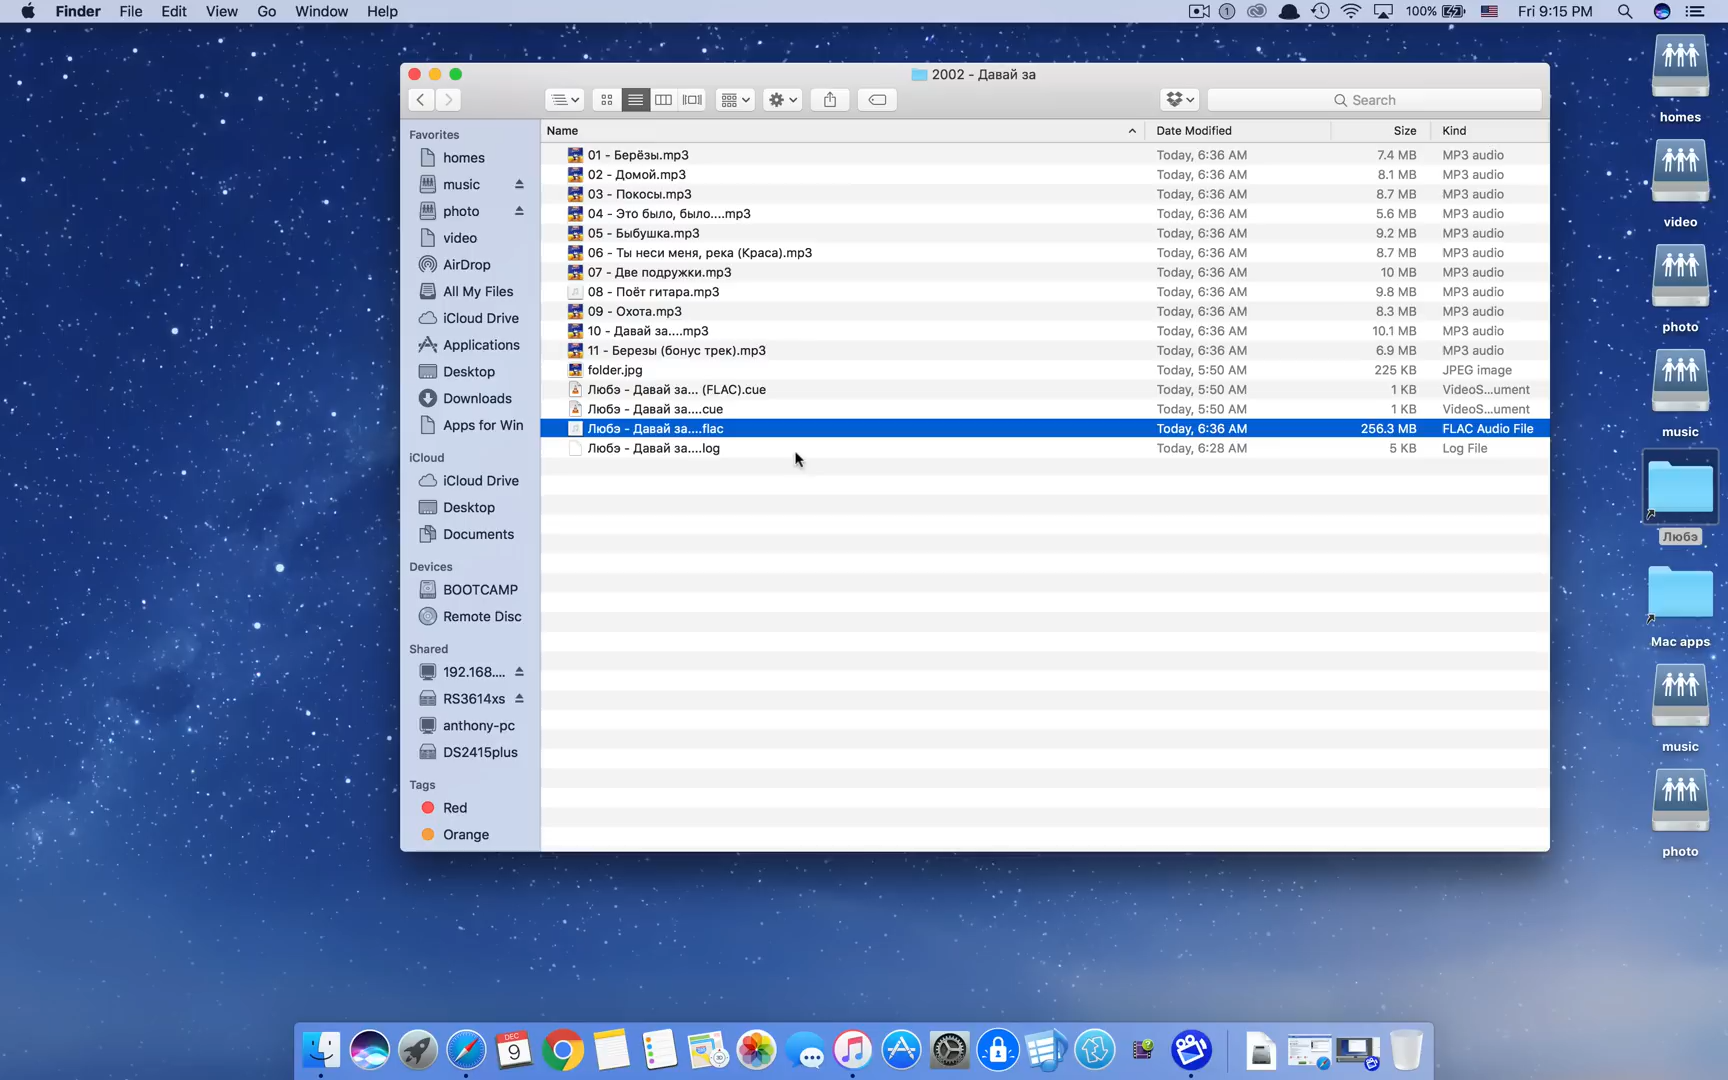 Finder File Edit View Go Window Help
1 100% Fri 9:15 PM
2002 - Давай за
Search
Name Date Modified Size Kind
01 - Берёзы.mp3 Today, 6:36 AM 7.4 MB MP3 audio
02 - Домой.mp3 Today, 6:36 AM 8.1 MB MP3 audio
03 - Покосы.mp3 Today, 6:36 AM 8.7 MB MP3 audio
04 - Это было, было....mp3 Today, 6:36 AM 5.6 MB MP3 audio
05 - Быбушка.mp3 Today, 6:36 AM 9.2 MB MP3 audio
06 - Ты неси меня, река (Краса).mp3 Today, 6:36 AM 8.7 MB MP3 audio
07 - Две подружки.mp3 Today, 6:36 AM 10 MB MP3 audio
08 - Поёт гитара.mp3 Today, 6:36 AM 9.8 MB MP3 audio
09 - Охота.mp3 Today, 6:36 AM 8.3 MB MP3 audio
10 - Давай за....mp3 Today, 6:36 AM 10.1 MB MP3 audio
11 - Березы (бонус трек).mp3 Today, 6:36 AM 6.9 MB MP3 audio
folder.jpg Today, 5:50 AM 225 KB JPEG image
Любэ - Давай за... (FLAC).cue Today, 5:50 AM 1 KB VideoS...ument
Любэ - Давай за....cue Today, 5:50 AM 1 KB VideoS...ument
Любэ - Давай за....flac Today, 6:36 AM 256.3 MB FLAC Audio File
Любэ - Давай за....log Today, 6:28 AM 5 KB Log File
Favorites
homes
music
photo
video
AirDrop
All My Files
iCloud Drive
Applications
Desktop
Downloads
Apps for Win
iCloud
iCloud Drive
Desktop
Documents
Devices
BOOTCAMP
Remote Disc
Shared
192.168....
RS3614xs
anthony-pc
DS2415plus
Tags
Red
Orange
homes
video
photo
music
Любэ
Mac apps
music
photo
DEC
9